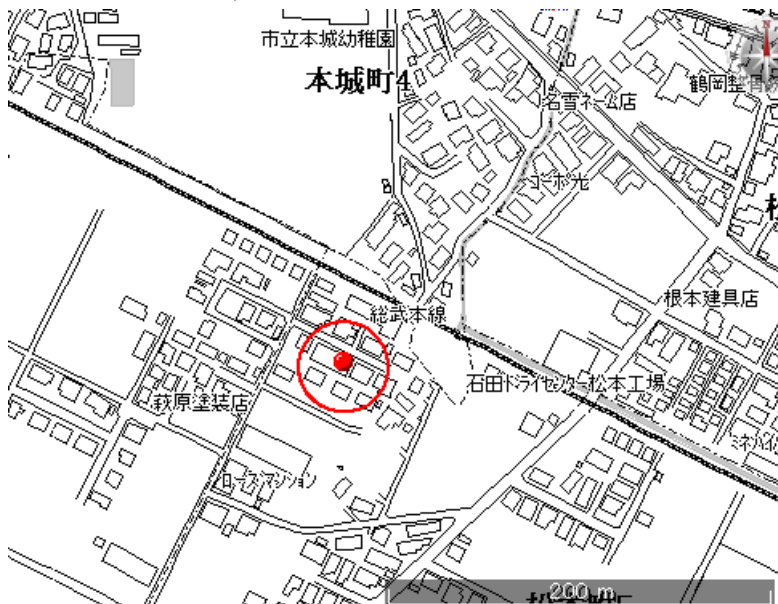 市立本城幼稚園
本城町4
名雪ネーム店
コーポ光
総武本線
根本建具店
石田ドライセンター松本工場
萩原塗装店
ローズマンション
200 m
N